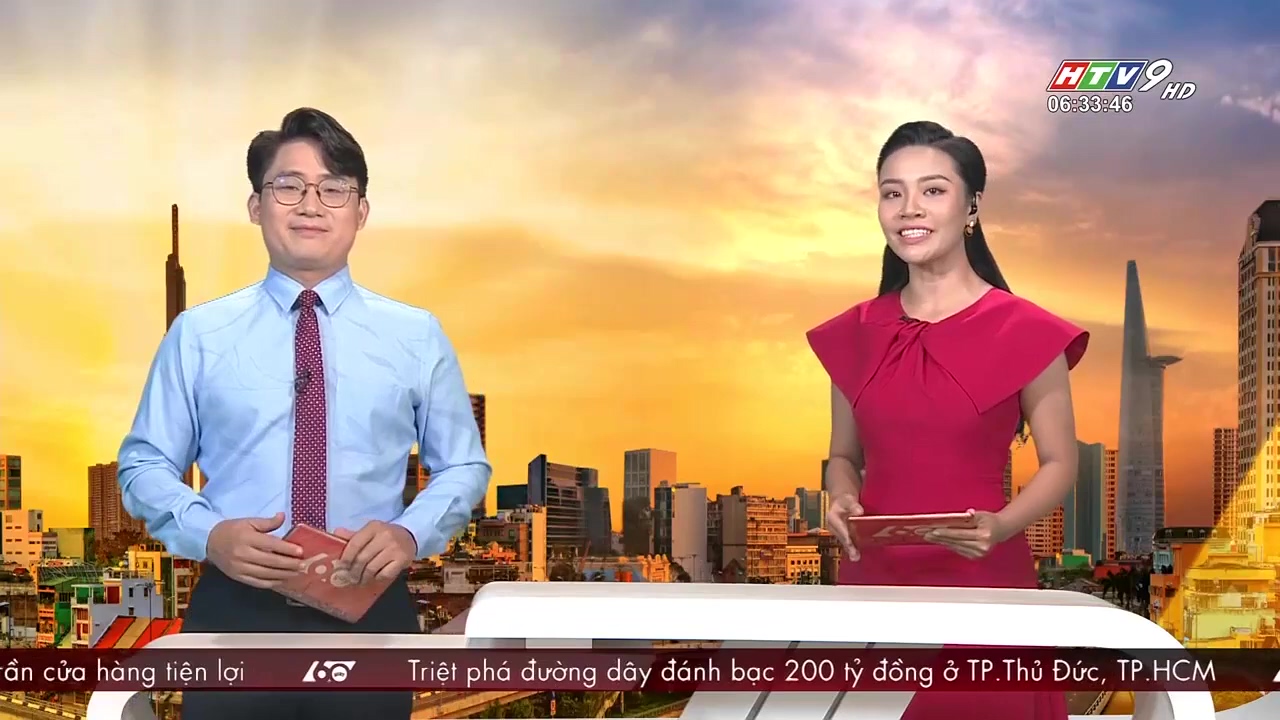 HTV9 HD
06:33:46
cửa hàng tiện lợi 60 Triệt phá đường dây đánh bạc 200 tỷ đồng ở TP.Thủ Đức, TP.HCM